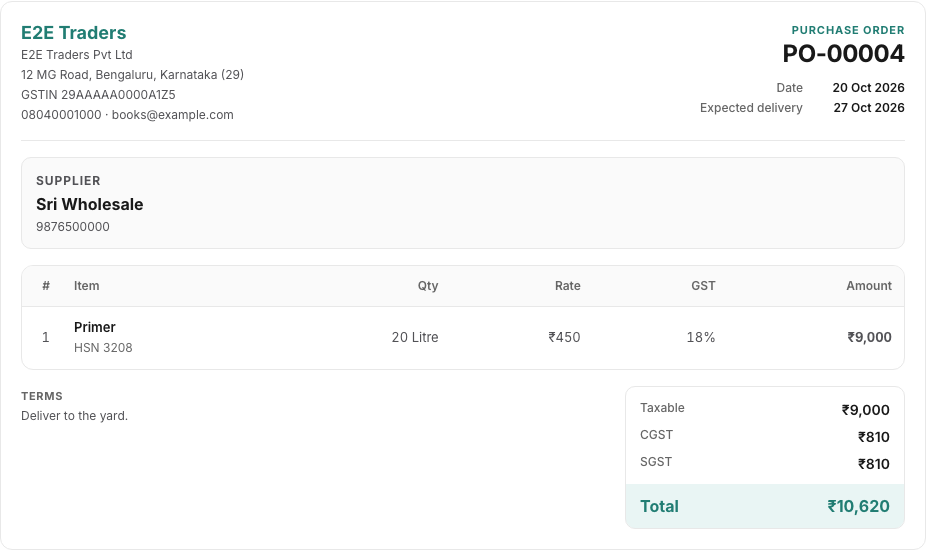 E2E Traders
E2E Traders Pvt Ltd
12 MG Road, Bengaluru, Karnataka (29)
GSTIN 29AAAAA0000A1Z5
08040001000 · books@example.com
PURCHASE ORDER
PO-00004
Date 20 Oct 2026
Expected delivery 27 Oct 2026
SUPPLIER
Sri Wholesale
9876500000
# Item Qty Rate GST Amount
1 Primer 20 Litre ₹450 18% ₹9,000
HSN 3208
TERMS
Deliver to the yard.
Taxable ₹9,000
CGST ₹810
SGST ₹810
Total ₹10,620